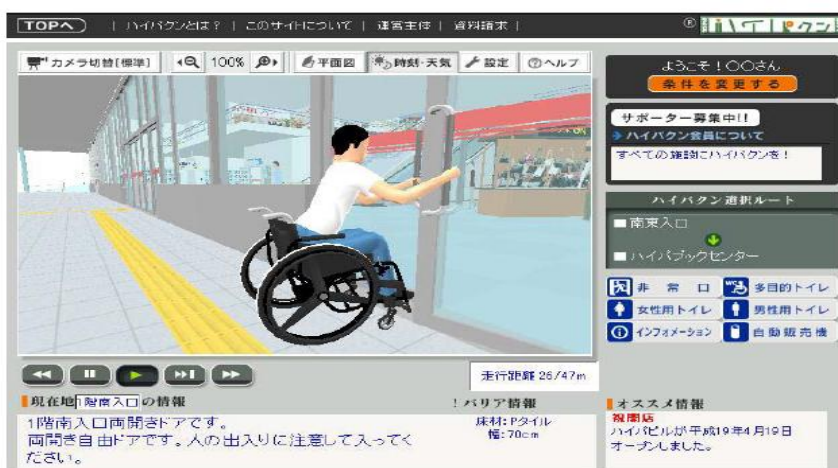 TOPへ | ハイパクンとは? | このサイトについて | 運営主体 | 資料請求 |
® ハイパクン
カメラ切替[標準] 100% 平面図 時刻・天気 設定 ヘルプ
ようこそ!〇〇さん
条件を変更する
サポーター募集中!!
ハイパクン会員について
すべての施設にハイパクンを!
ハイパクン選択ルート
南東入口
ハイパブックセンター
非常口 多目的トイレ
女性用トイレ 男性用トイレ
インフォメーション 自動販売機
走行距離 26/47m
現在地 1階南入口 の情報
1階南入口両開きドアです。
両開き自由ドアです。人の出入りに注意して入ってく
ださい。
! バリア情報
床材:Pタイル
幅:70cm
オススメ情報
祝開店
ハイパビルが平成19年4月19日
オープンしました。